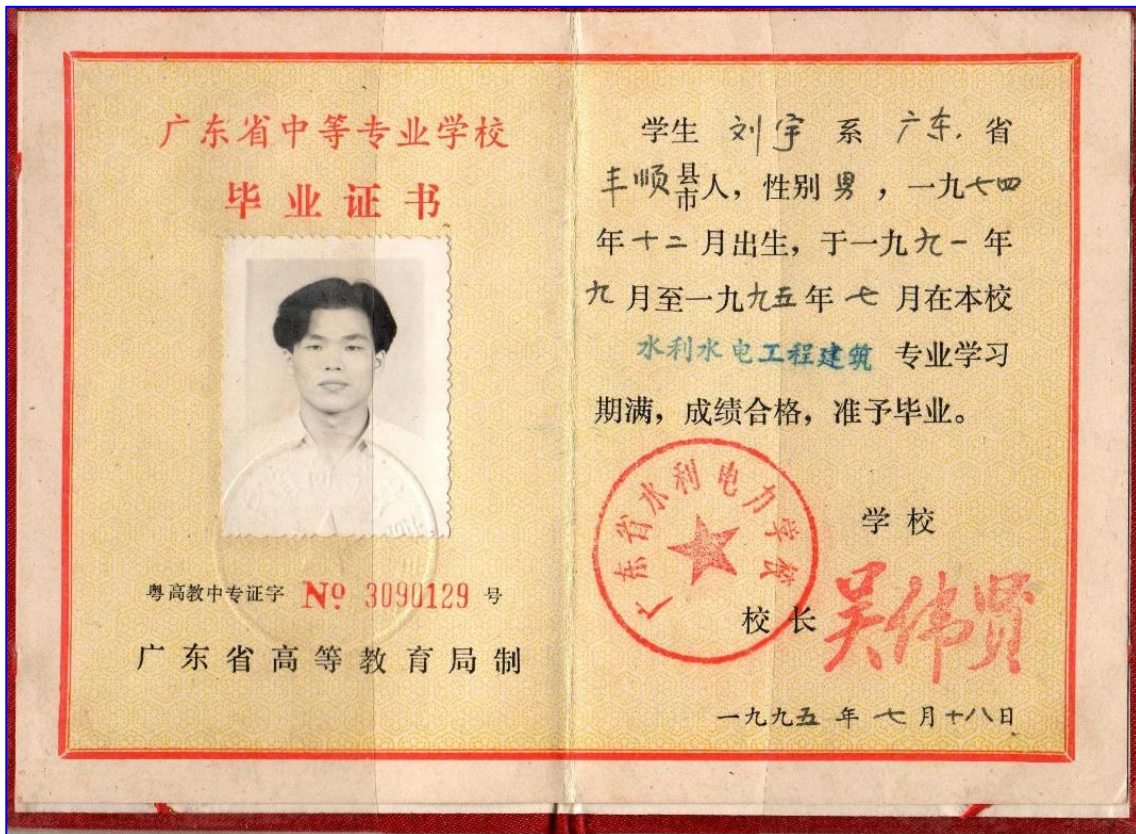 广东省中等专业学校
毕业证书
粤高教中专证字 № 3090129 号
广东省高等教育局制
学生 刘宇 系 广东 省
丰顺县市人，性别男，一九七四
年十二月出生，于一九九一年
九月至一九九五年七月在本校
水利水电工程建筑 专业学习
期满，成绩合格，准予毕业。
广东省水利电力学校
学校
校长 吴伟贤
一九九五年七月十八日